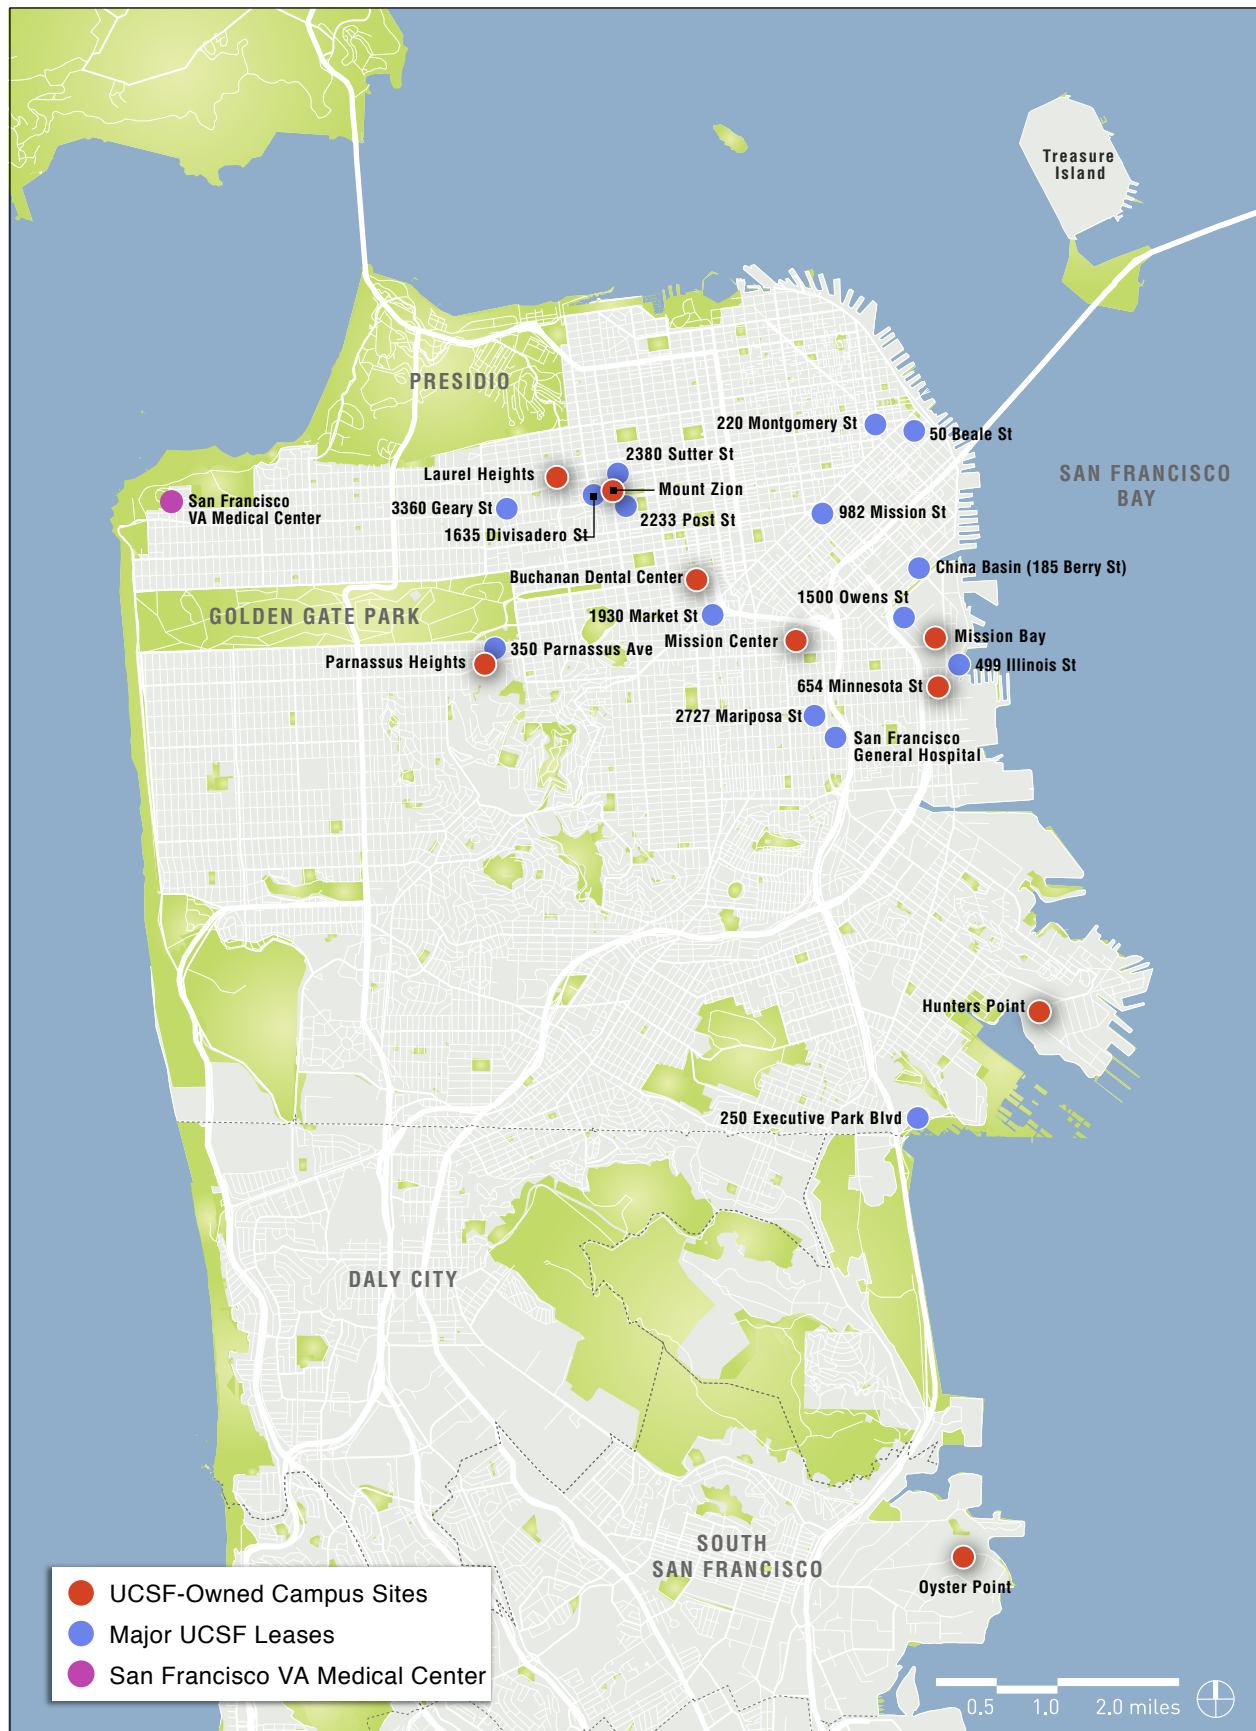 Treasure
Island
PRESIDIO
220 Montgomery St
50 Beale St
2380 Sutter St
Laurel Heights
SAN FRANCISCO
BAY
Mount Zion
San Francisco
VA Medical Center
3360 Geary St
982 Mission St
2233 Post St
1635 Divisadero St
China Basin (185 Berry St)
Buchanan Dental Center
1500 Owens St
GOLDEN GATE PARK
1930 Market St
Mission Center
Mission Bay
350 Parnassus Ave
Parnassus Heights
499 Illinois St
654 Minnesota St
2727 Mariposa St
San Francisco
General Hospital
Hunters Point
250 Executive Park Blvd
DALY CITY
SOUTH
SAN FRANCISCO
Oyster Point
UCSF-Owned Campus Sites
Major UCSF Leases
San Francisco VA Medical Center
0.5 1.0 2.0 miles